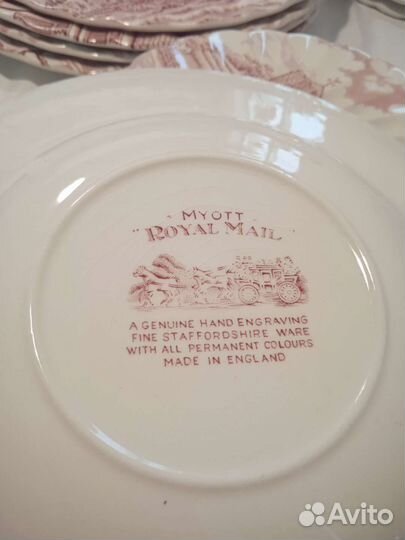 MYOTT
"ROYAL MAIL"
A GENUINE HAND ENGRAVING
FINE STAFFORDSHIRE WARE
WITH ALL PERMANENT COLOURS
MADE IN ENGLAND
Avito